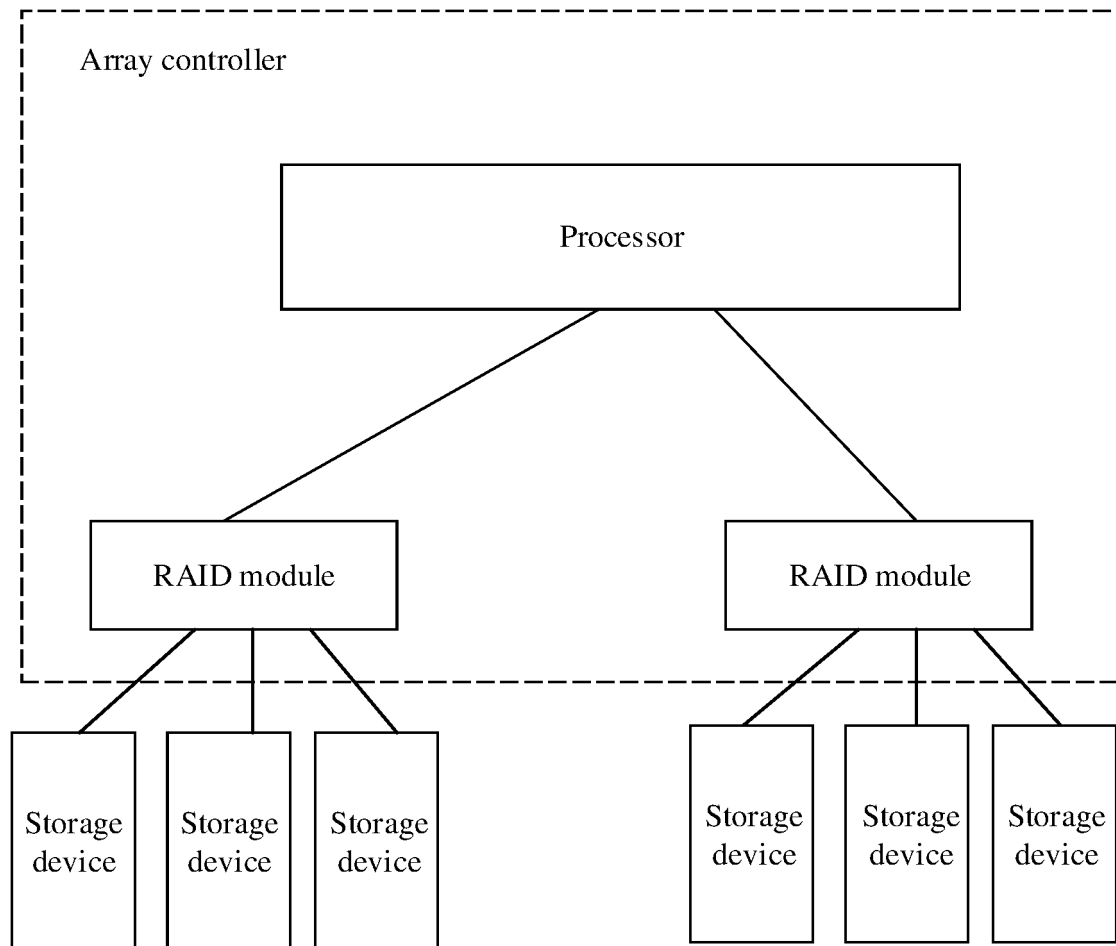 Array controller
Processor
RAID module
RAID module
Storage
device
Storage
device
Storage
device
Storage
device
Storage
device
Storage
device